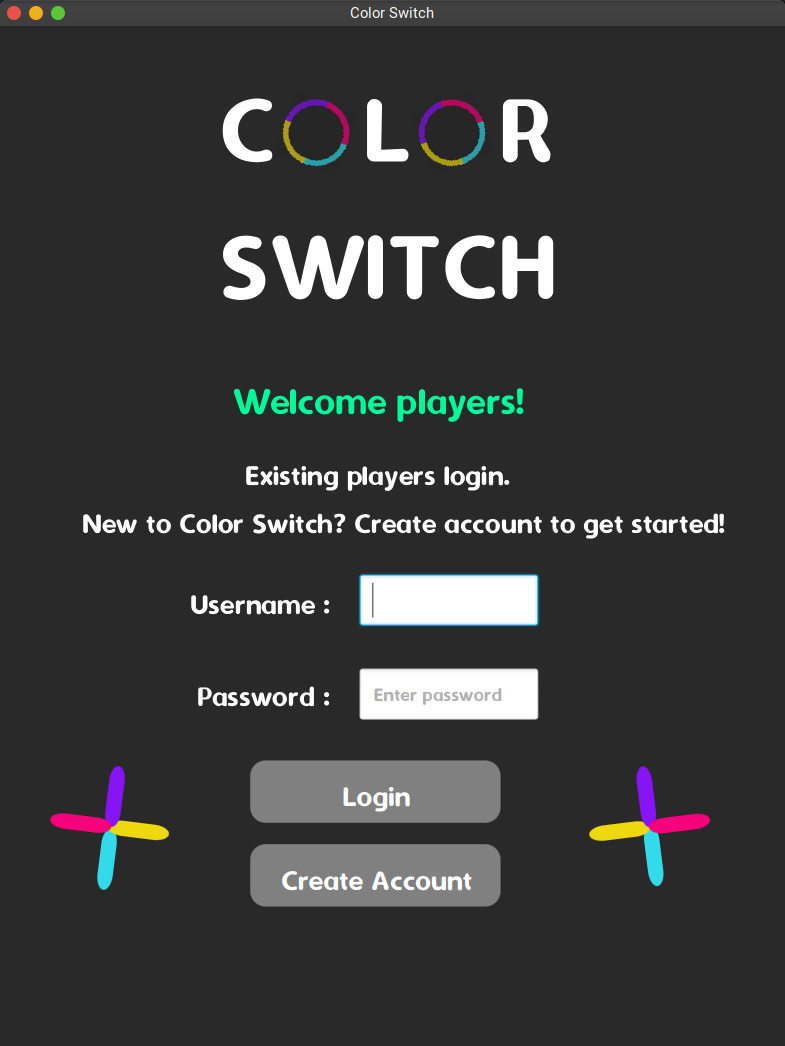 Color Switch
COLOR
SWITCH
Welcome players!
Existing players login.
New to Color Switch? Create account to get started!
Username :
Password :
Enter password
Login
Create Account